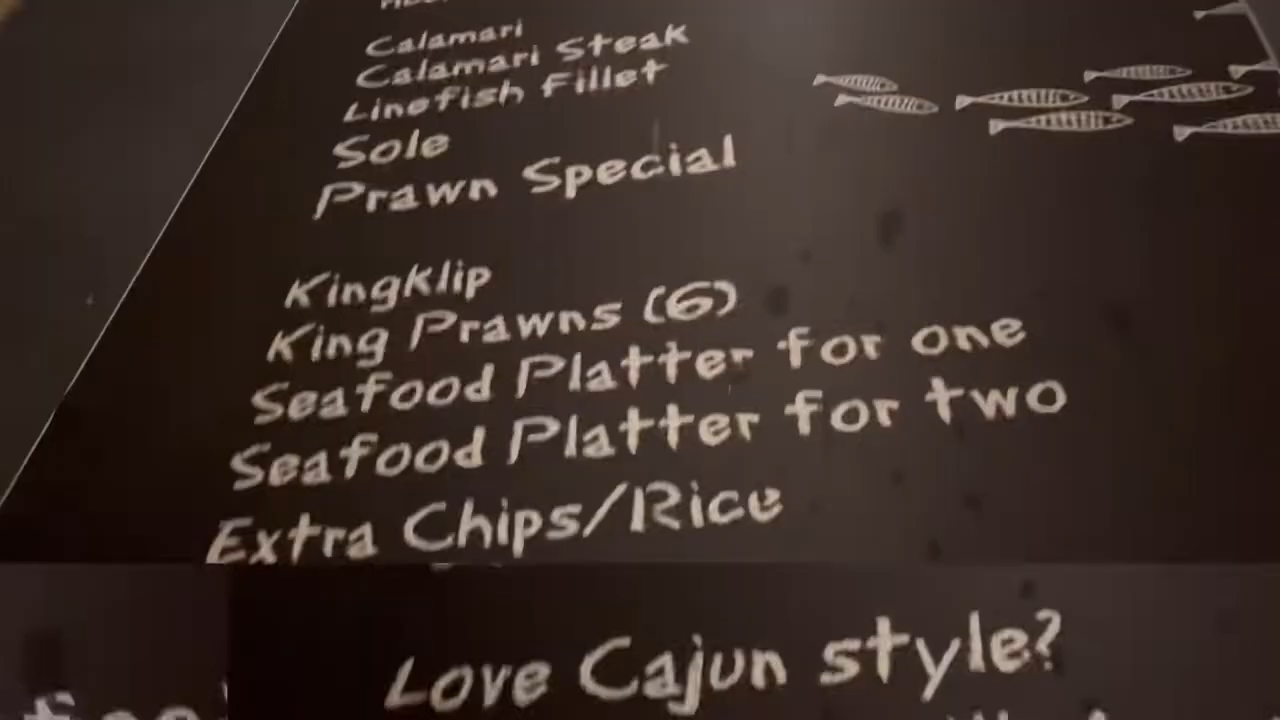 Calamari
Calamari Steak
Linefish Fillet
Sole
Prawn Special
Kingklip
King Prawns (6)
Seafood Platter for one
Seafood Platter for two
Extra Chips/Rice
Love Cajun style?